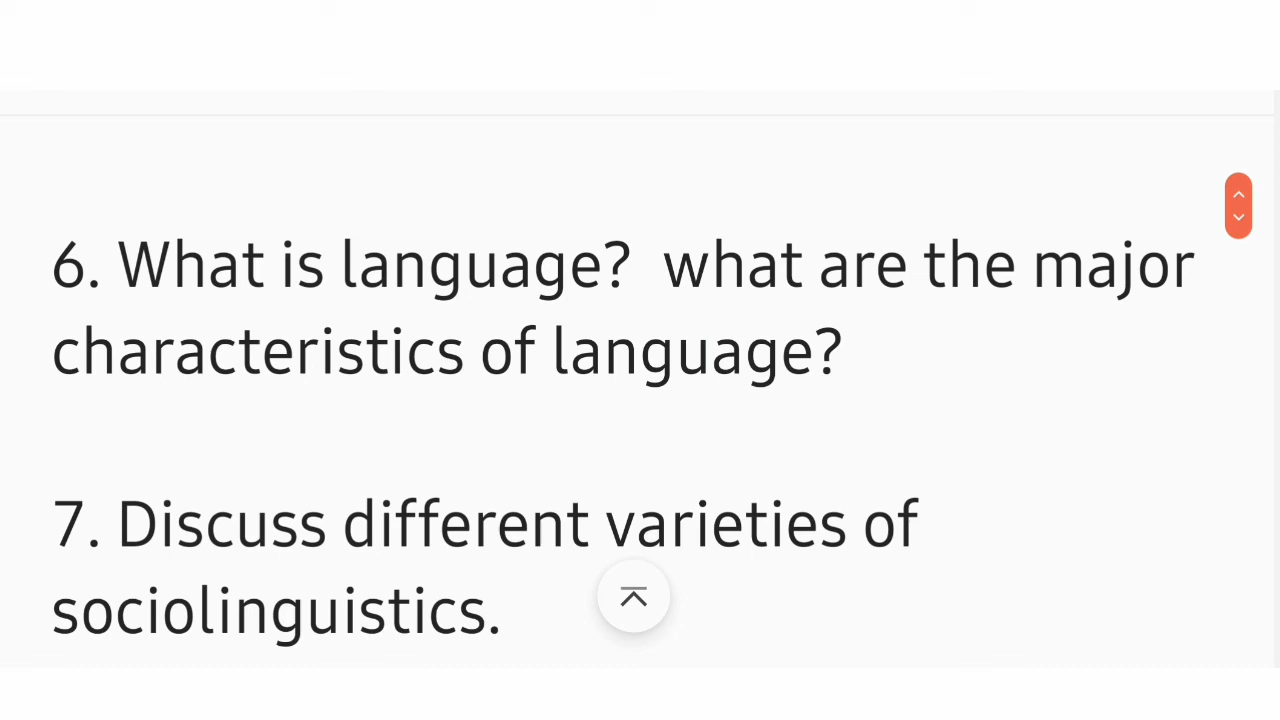 6. What is language?  what are the major
characteristics of language?
7. Discuss different varieties of
sociolinguistics.